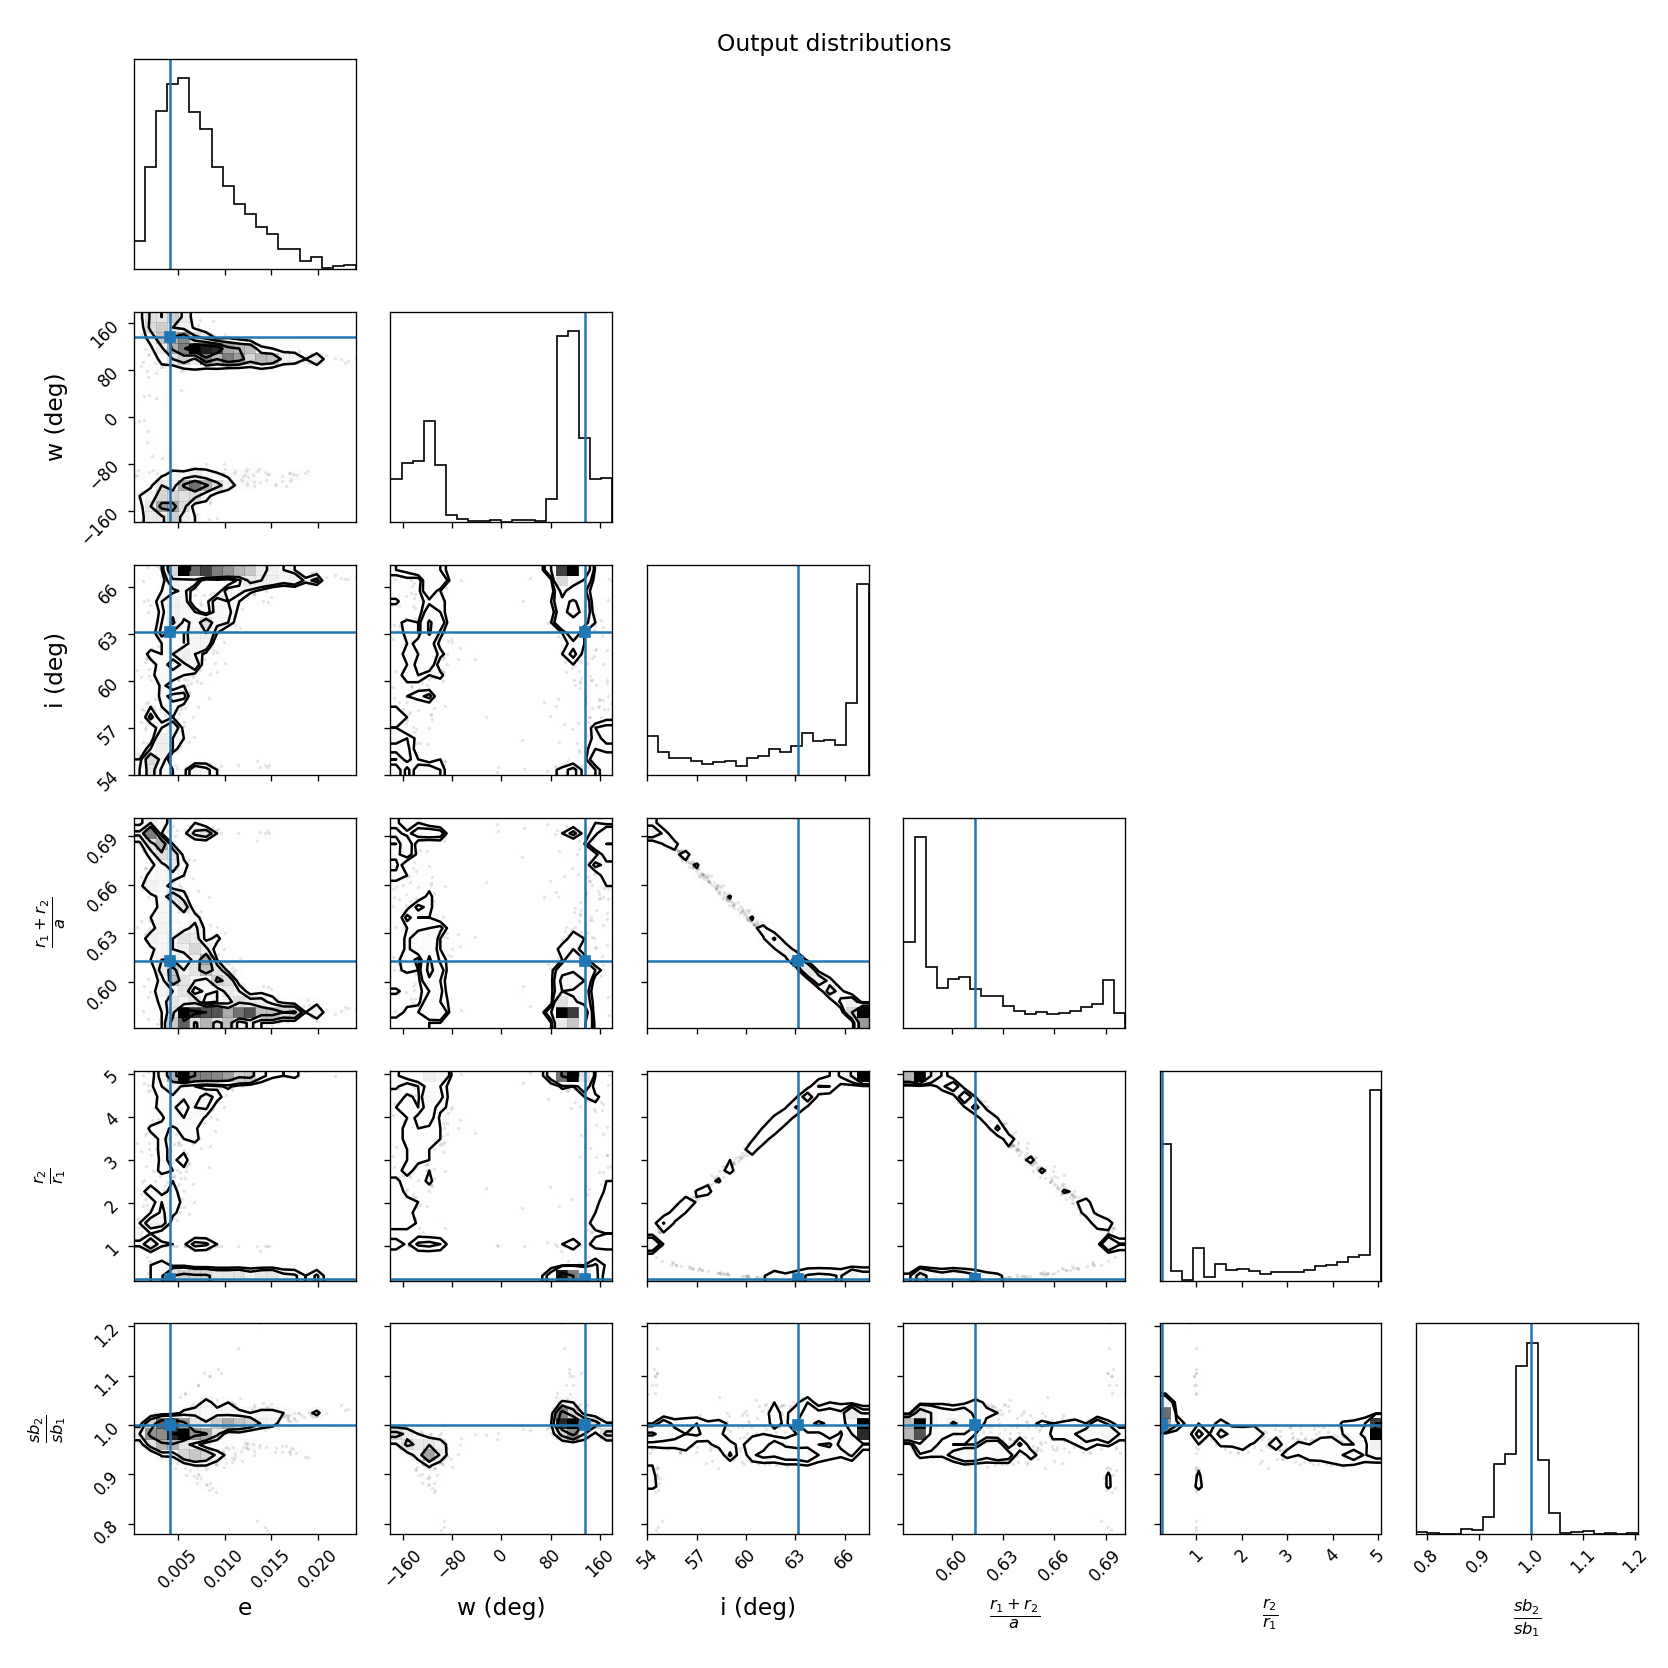 Output distributions
160
80
0
−80
−160
w (deg)
66
63
60
57
54
i (deg)
0.69
0.66
0.63
0.60
r₁ + r₂
a
5
4
3
2
1
r₂
r₁
1.2
1.1
1.0
0.9
0.8
sb₂
sb₁
0.005 0.010 0.015 0.020 −160 −80 0 80 160 54 57 60 63 66 0.60 0.63 0.66 0.69 1 2 3 4 5 0.8 0.9 1.0 1.1 1.2
e w (deg) i (deg) r₁ + r₂ r₂ sb₂
a r₁ sb₁